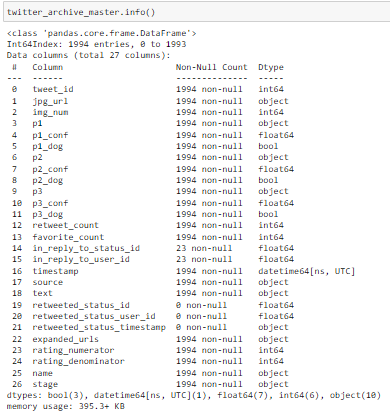 twitter_archive_master.info()
<class 'pandas.core.frame.DataFrame'>
Int64Index: 1994 entries, 0 to 1993
Data columns (total 27 columns):
 #   Column                      Non-Null Count  Dtype
---  ------                      --------------  -----
 0   tweet_id                    1994 non-null   int64
 1   jpg_url                     1994 non-null   object
 2   img_num                     1994 non-null   int64
 3   p1                          1994 non-null   object
 4   p1_conf                     1994 non-null   float64
 5   p1_dog                      1994 non-null   bool
 6   p2                          1994 non-null   object
 7   p2_conf                     1994 non-null   float64
 8   p2_dog                      1994 non-null   bool
 9   p3                          1994 non-null   object
 10  p3_conf                     1994 non-null   float64
 11  p3_dog                      1994 non-null   bool
 12  retweet_count               1994 non-null   int64
 13  favorite_count              1994 non-null   int64
 14  in_reply_to_status_id       23 non-null     float64
 15  in_reply_to_user_id         23 non-null     float64
 16  timestamp                   1994 non-null   datetime64[ns, UTC]
 17  source                      1994 non-null   object
 18  text                        1994 non-null   object
 19  retweeted_status_id         0 non-null      float64
 20  retweeted_status_user_id    0 non-null      float64
 21  retweeted_status_timestamp  0 non-null      object
 22  expanded_urls               1994 non-null   object
 23  rating_numerator            1994 non-null   int64
 24  rating_denominator          1994 non-null   int64
 25  name                        1994 non-null   object
 26  stage                       1994 non-null   object
dtypes: bool(3), datetime64[ns, UTC](1), float64(7), int64(6), object(10)
memory usage: 395.3+ KB